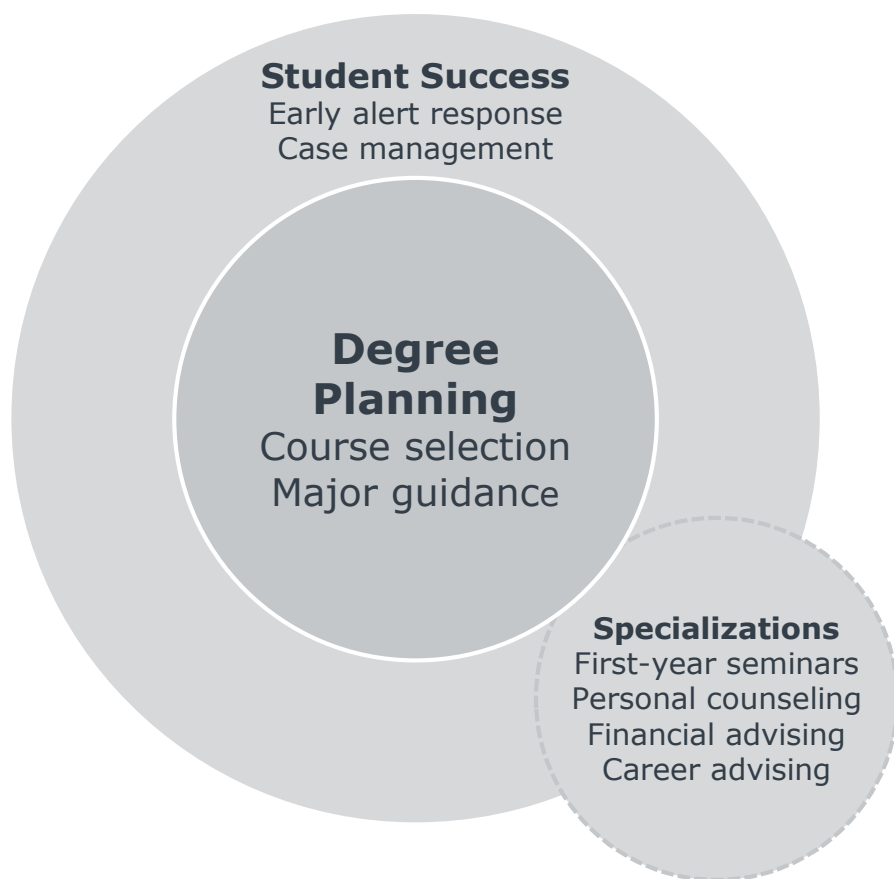 Student Success
Early alert response
Case management
Degree
Planning
Course selection
Major guidance
Specializations
First-year seminars
Personal counseling
Financial advising
Career advising